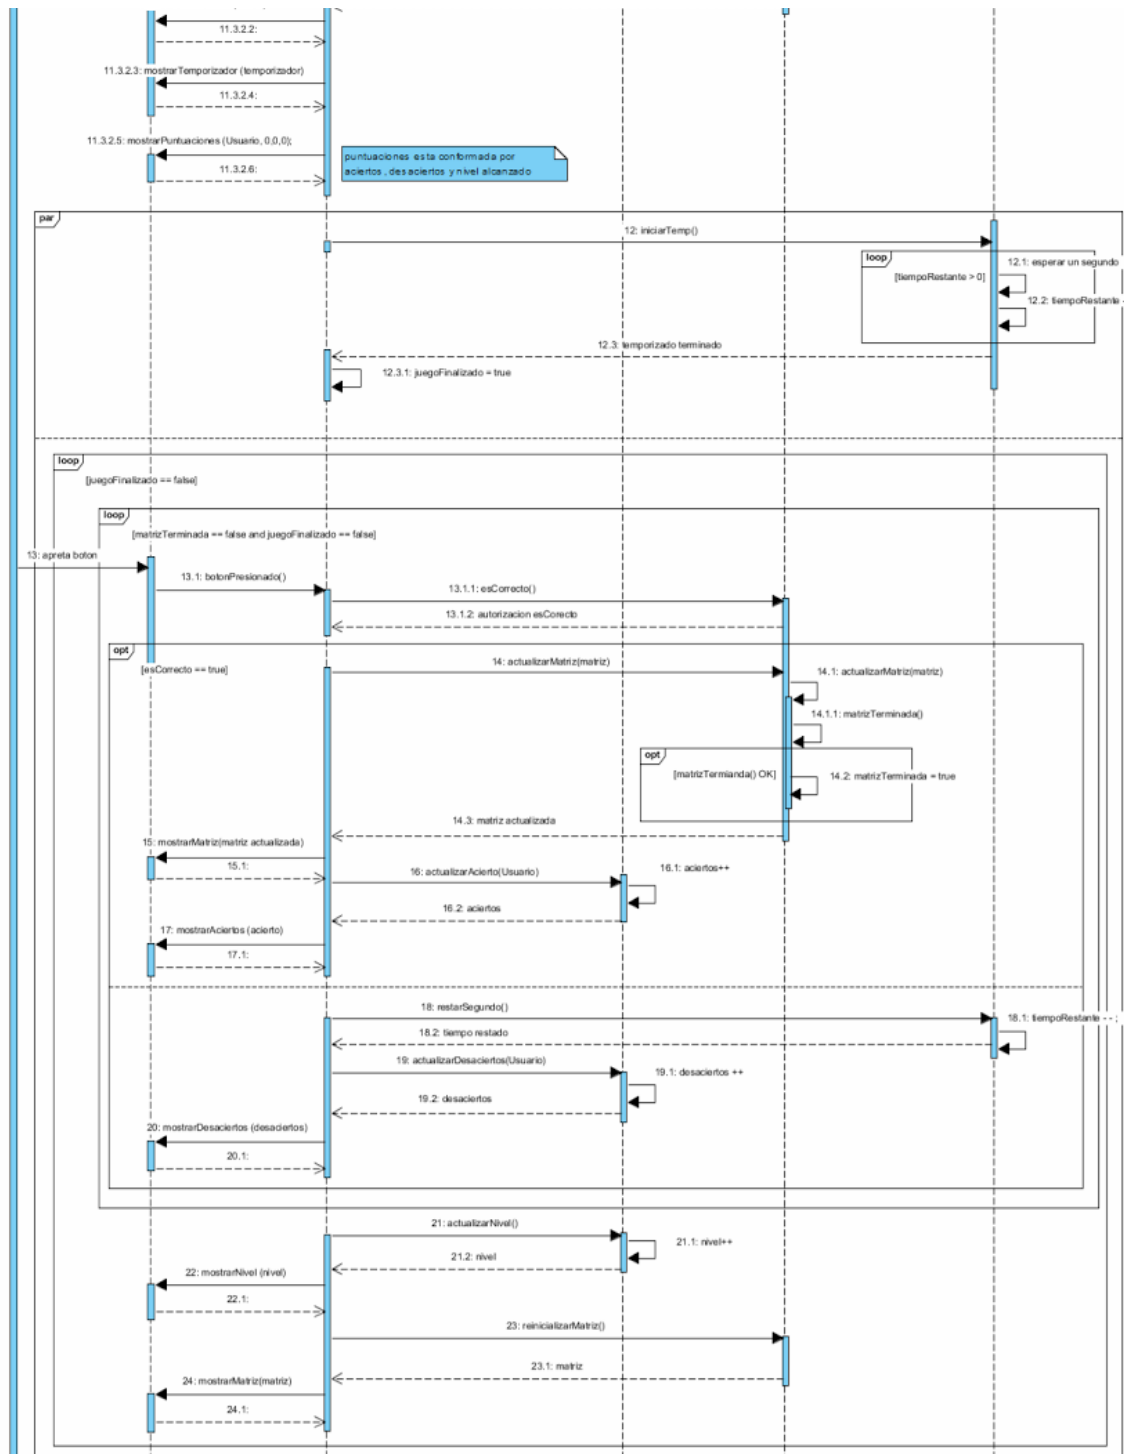 11.3.2.2:
11.3.2.3: mostrarTemporizador (temporizador)
11.3.2.4:
11.3.2.5: mostrarPuntuaciones (Usuario, 0,0,0);
11.3.2.6:
puntuaciones esta conformada por
aciertos, desaciertos y nivel alcanzado
par
12: iniciarTemp()
loop
12.1: esperar un segundo
[tiempoRestante > 0]
12.2: tiempoRestante -
12.3: temporizado terminado
12.3.1: juegoFinalizado = true
loop
[juegoFinalizado == false]
loop
[matrizTerminada == false and juegoFinalizado == false]
13: apreta boton
13.1: botonPresionado()
13.1.1: esCorrecto()
13.1.2: autorizacion esCorecto
opt
[esCorrecto == true]
14: actualizarMatriz(matriz)
14.1: actualizarMatriz(matriz)
14.1.1: matrizTerminada()
opt
[matrizTermianda() OK]
14.2: matrizTerminada = true
14.3: matriz actualizada
15: mostrarMatriz(matriz actualizada)
15.1:
16: actualizarAcierto(Usuario)
16.1: aciertos++
16.2: aciertos
17: mostrarAciertos (acierto)
17.1:
18: restarSegundo()
18.1: tiempoRestante - - ;
18.2: tiempo restado
19: actualizarDesaciertos(Usuario)
19.1: desaciertos ++
19.2: desaciertos
20: mostrarDesaciertos (desaciertos)
20.1:
21: actualizarNivel()
21.1: nivel++
21.2: nivel
22: mostrarNivel (nivel)
22.1:
23: reinicializarMatriz()
23.1: matriz
24: mostrarMatriz(matriz)
24.1: